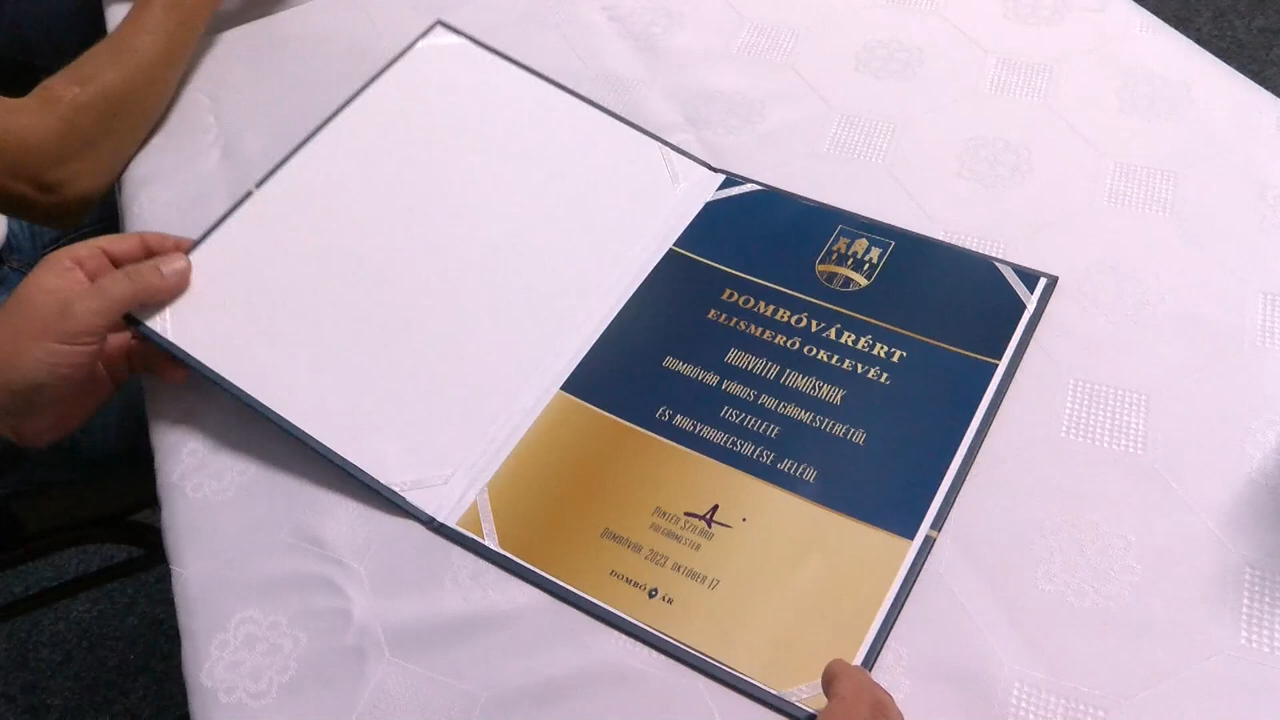 DOMBÓVÁRÉRT
ELISMERŐ OKLEVÉL
HORVÁTH TAMÁSNAK
DOMBÓVÁR VÁROS POLGÁRMESTERÉTŐL
TISZTELETE
ÉS NAGYRABECSÜLÉSE JELÉÜL
PINTÉR SZILÁRD
POLGÁRMESTER
DOMBÓVÁR, 2023. OKTÓBER 17.
DOMBÓVÁR